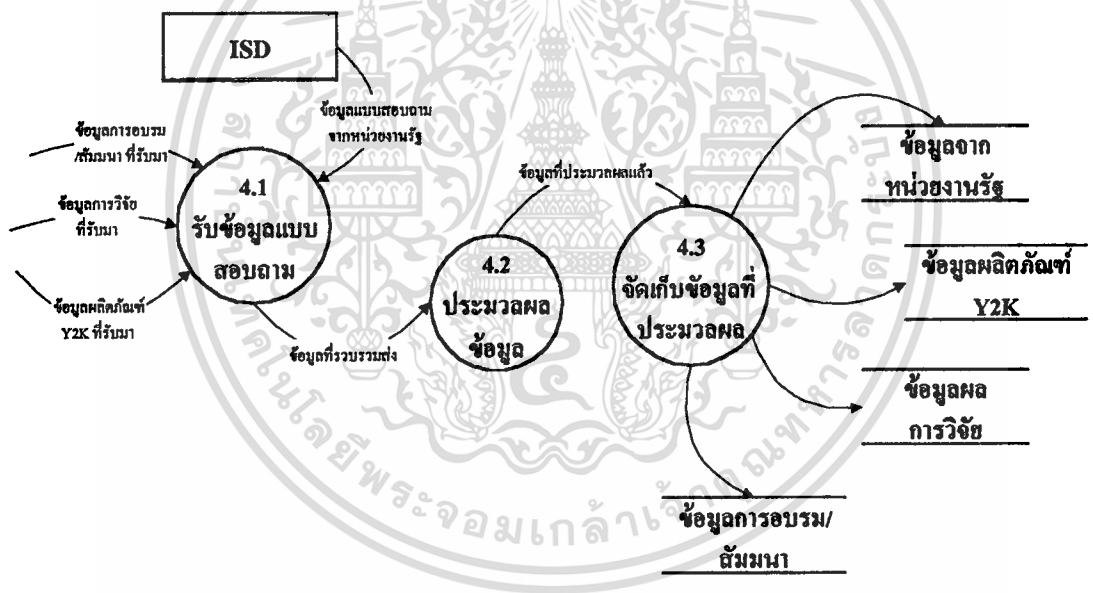 ISD
ข้อมูลแบบสอบถาม
จากหน่วยงานรัฐ
ข้อมูลการอบรม
/สัมมนา ที่รับมา
ข้อมูลการวิจัย
ที่รับมา
ข้อมูลผลิตภัณฑ์
Y2K ที่รับมา
4.1
รับข้อมูลแบบ
สอบถาม
ข้อมูลที่รวบรวมส่ง
4.2
ประมวลผล
ข้อมูล
ข้อมูลที่ประมวลผลแล้ว
4.3
จัดเก็บข้อมูลที่
ประมวลผล
ข้อมูลจาก
หน่วยงานรัฐ
ข้อมูลผลิตภัณฑ์
Y2K
ข้อมูลผล
การวิจัย
ข้อมูลการอบรม/
สัมมนา